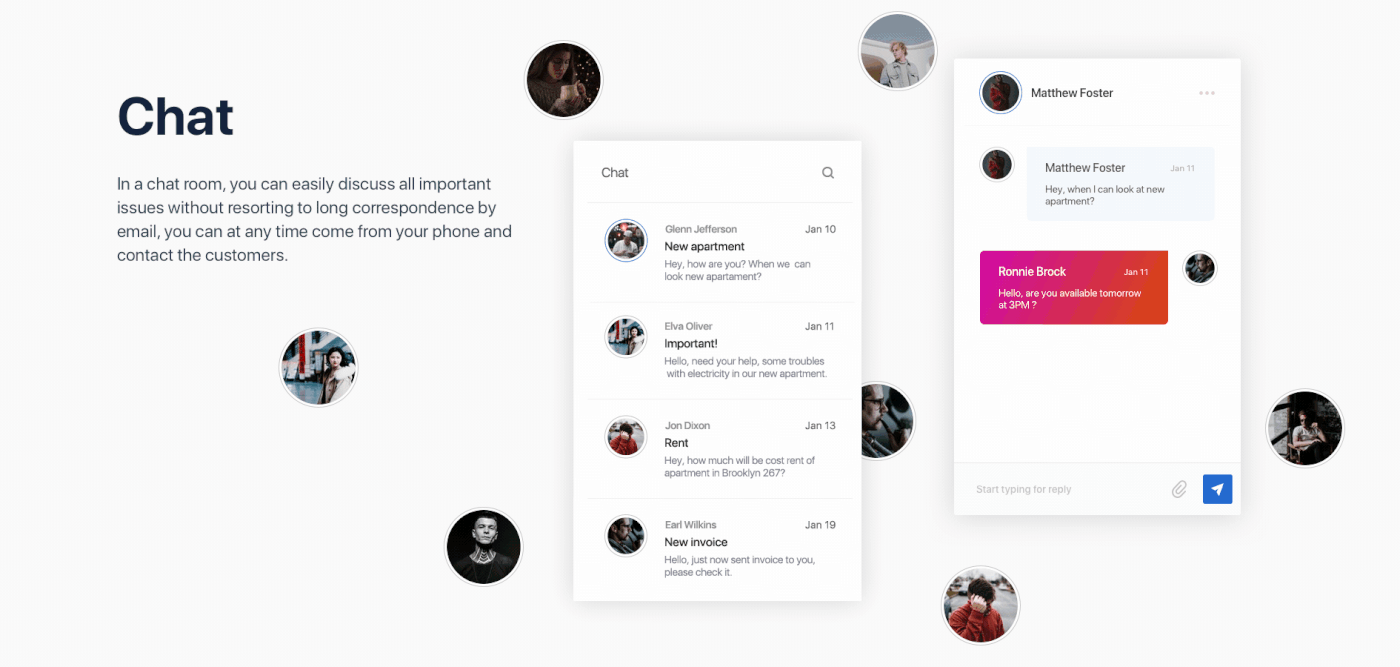 Chat
In a chat room, you can easily discuss all important
issues without resorting to long correspondence by
email, you can at any time come from your phone and
contact the customers.
Chat
Glenn Jefferson Jan 10
New apartment
Hey, how are you? When we can
look new apartament?
Elva Oliver Jan 11
Important!
Hello, need your help, some troubles
with electricity in our new apartment.
Jon Dixon Jan 13
Rent
Hey, how much will be cost rent of
apartment in Brooklyn 267?
Earl Wilkins Jan 19
New invoice
Hello, just now sent invoice to you,
please check it.
Matthew Foster
Matthew Foster Jan 11
Hey, when I can look at new
apartment?
Ronnie Brock Jan 11
Hello, are you available tomorrow
at 3PM ?
Start typing for reply